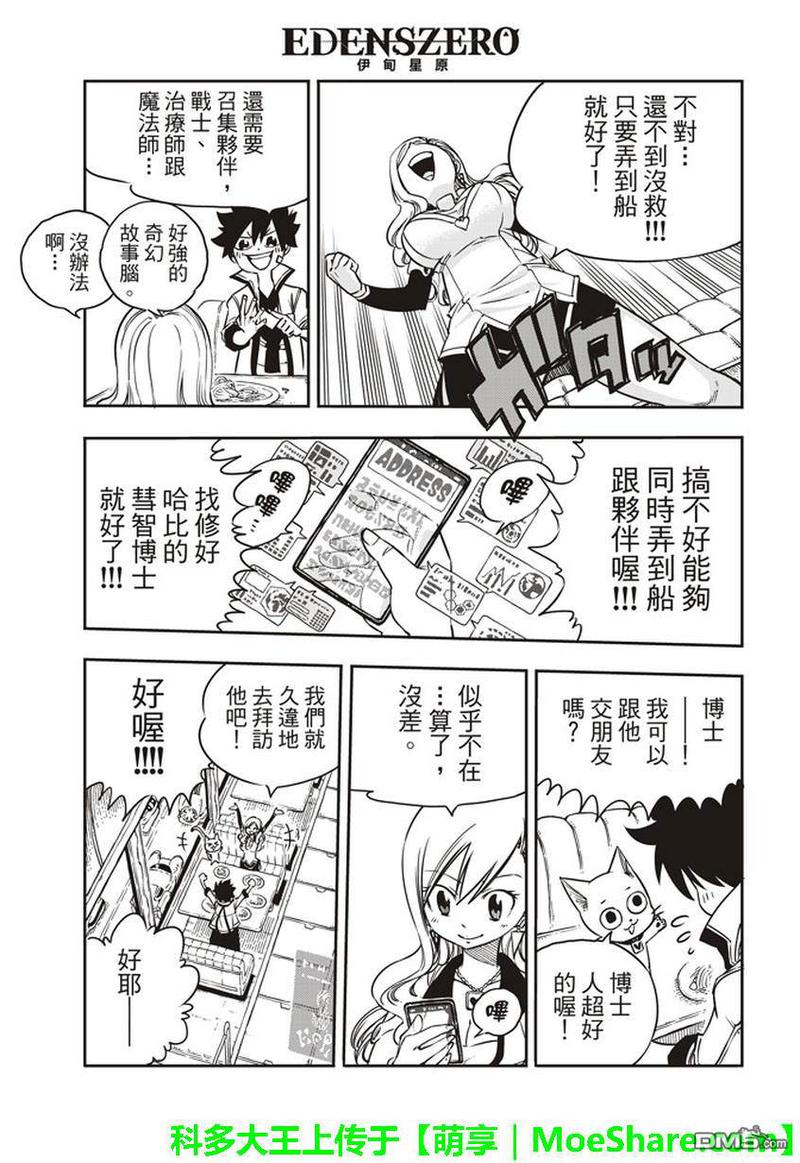 EDENSZERO
伊甸星原
不對…
還不到沒救!!!
只要弄到船
就好了!
ガタッ
還需要
召集夥伴,
戰士、
治療師跟
魔法師…
好強的
奇幻
故事腦。
沒辦法
啊…
搞不好能夠
同時弄到船
跟夥伴喔!!!
ADDRESS
嗶
嗶
嗶
找修好
哈比的
彗智博士
就好了!!!
博士
——!
我可以
跟他
交朋友
嗎?
博士
人超好
的喔!
似乎不在
…算了,
沒差。
嗶
我們就
久違地
去拜訪
他吧!
好喔!!!!
好耶——
科多大王上传于【萌享｜MoeShare.com】